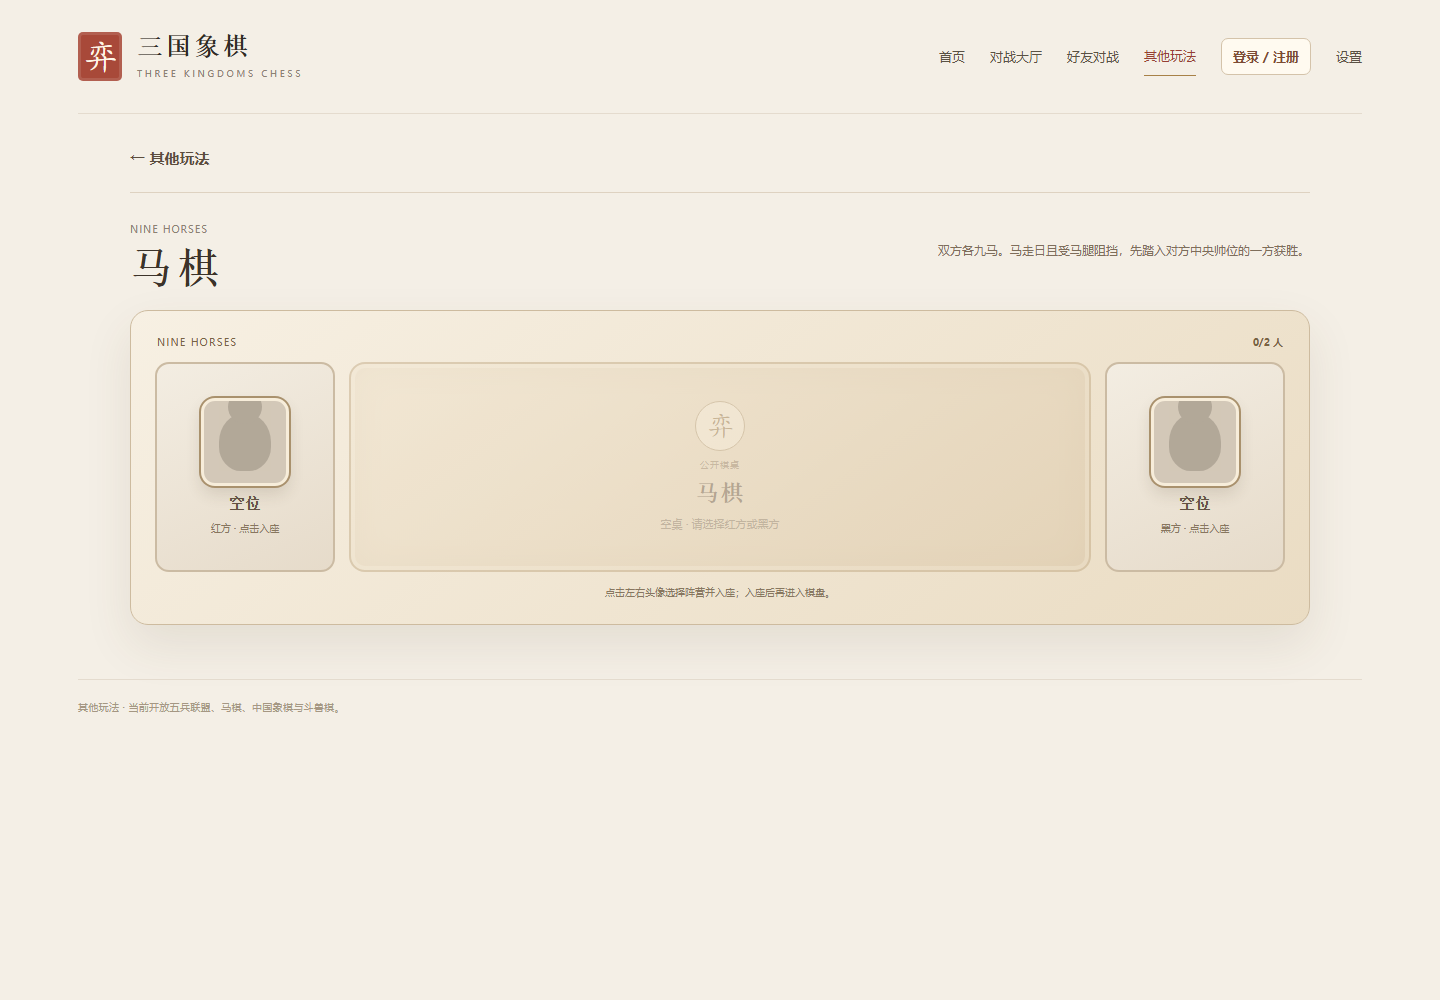 弈
三国象棋
THREE KINGDOMS CHESS
首页
对战大厅
好友对战
其他玩法
登录 / 注册
设置
← 其他玩法
NINE HORSES
马棋
双方各九马。马走日且受马腿阻挡，先踏入对方中央帅位的一方获胜。
NINE HORSES
0/2 人
空位
红方 · 点击入座
弈
公开棋桌
马棋
空桌 · 请选择红方或黑方
空位
黑方 · 点击入座
点击左右头像选择阵营并入座；入座后再进入棋盘。
其他玩法 · 当前开放五兵联盟、马棋、中国象棋与斗兽棋。